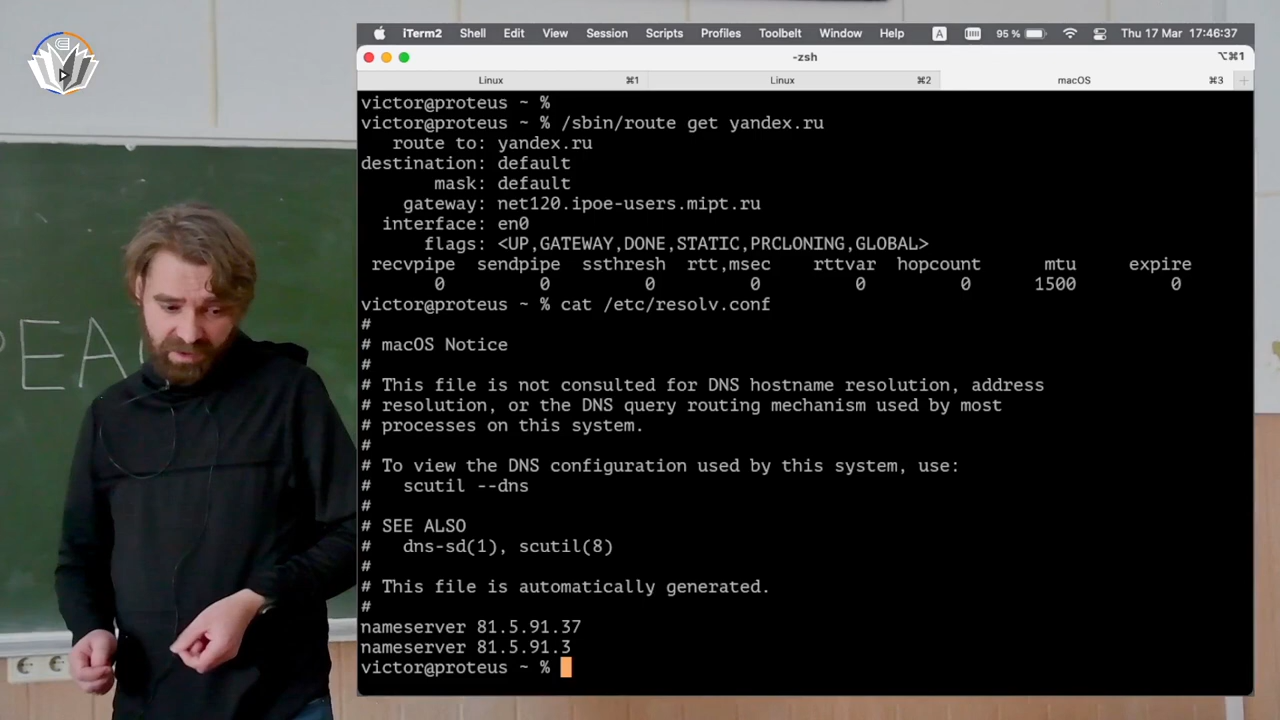 iTerm2 Shell Edit View Session Scripts Profiles Toolbelt Window Help A 95 % Thu 17 Mar 17:46:37
-zsh ⌥⌘1
Linux ⌘1 Linux ⌘2 macOS ⌘3
victor@proteus ~ %
victor@proteus ~ % /sbin/route get yandex.ru
route to: yandex.ru
destination: default
mask: default
gateway: net120.ipoe-users.mipt.ru
interface: en0
flags: <UP,GATEWAY,DONE,STATIC,PRCLONING,GLOBAL>
recvpipe sendpipe ssthresh rtt,msec rttvar hopcount mtu expire
0 0 0 0 0 0 1500 0
victor@proteus ~ % cat /etc/resolv.conf
#
# macOS Notice
#
# This file is not consulted for DNS hostname resolution, address
# resolution, or the DNS query routing mechanism used by most
# processes on this system.
#
# To view the DNS configuration used by this system, use:
# scutil --dns
#
# SEE ALSO
# dns-sd(1), scutil(8)
#
# This file is automatically generated.
#
nameserver 81.5.91.37
nameserver 81.5.91.3
victor@proteus ~ %